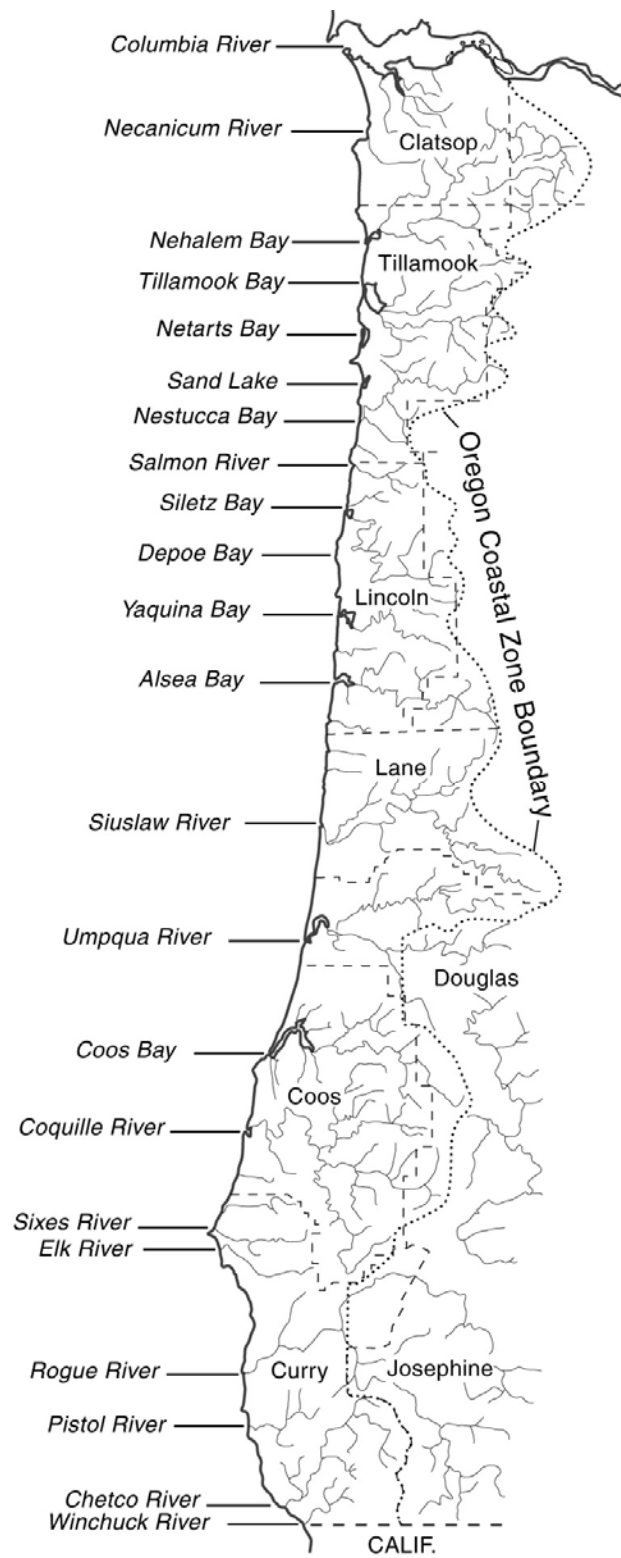 Columbia River
Necanicum River
Clatsop
Nehalem Bay
Tillamook
Tillamook Bay
Netarts Bay
Sand Lake
Nestucca Bay
Oregon Coastal Zone Boundary
Salmon River
Siletz Bay
Depoe Bay
Lincoln
Yaquina Bay
Alsea Bay
Lane
Siuslaw River
Umpqua River
Douglas
Coos Bay
Coos
Coquille River
Sixes River
Elk River
Rogue River
Curry
Josephine
Pistol River
Chetco River
Winchuck River
CALIF.